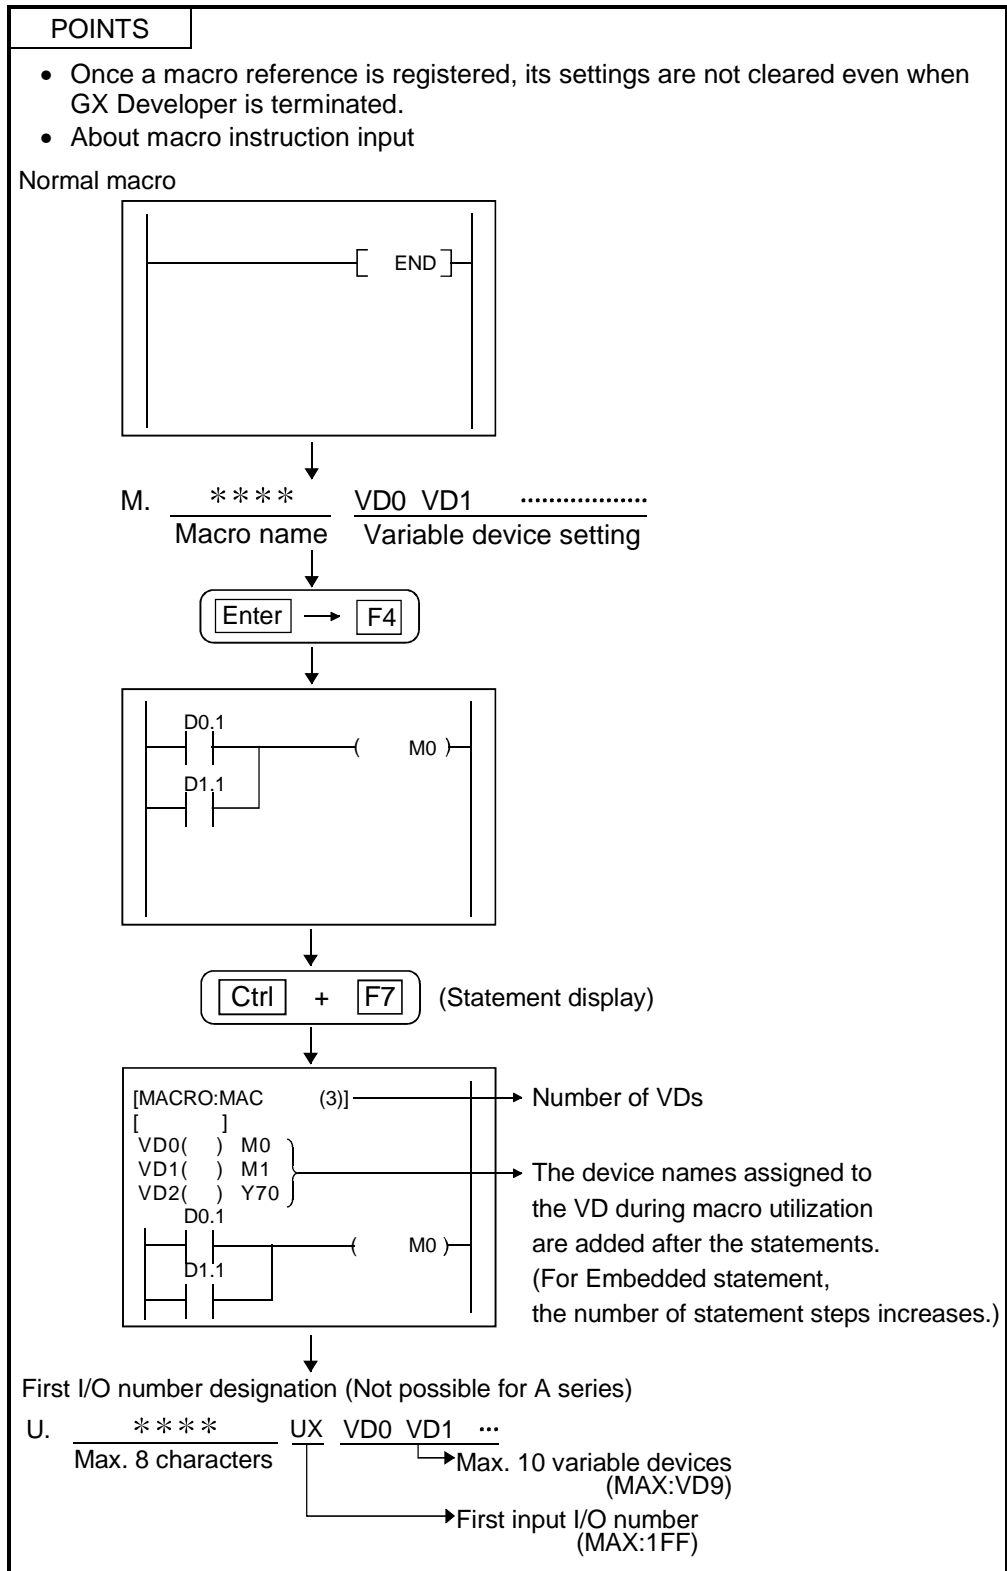 POINTS
• Once a macro reference is registered, its settings are not cleared even when
GX Developer is terminated.
• About macro instruction input
Normal macro
END
M. **** VD0 VD1 ..................
Macro name Variable device setting
Enter → F4
D0.1
( M0 )
D1.1
Ctrl + F7 (Statement display)
[MACRO:MAC (3)] → Number of VDs
[ ]
VD0( ) M0
VD1( ) M1
VD2( ) Y70
The device names assigned to
the VD during macro utilization
are added after the statements.
(For Embedded statement,
the number of statement steps increases.)
D0.1
( M0 )
D1.1
First I/O number designation (Not possible for A series)
U. **** UX VD0 VD1 ...
Max. 8 characters
Max. 10 variable devices
(MAX:VD9)
First input I/O number
(MAX:1FF)